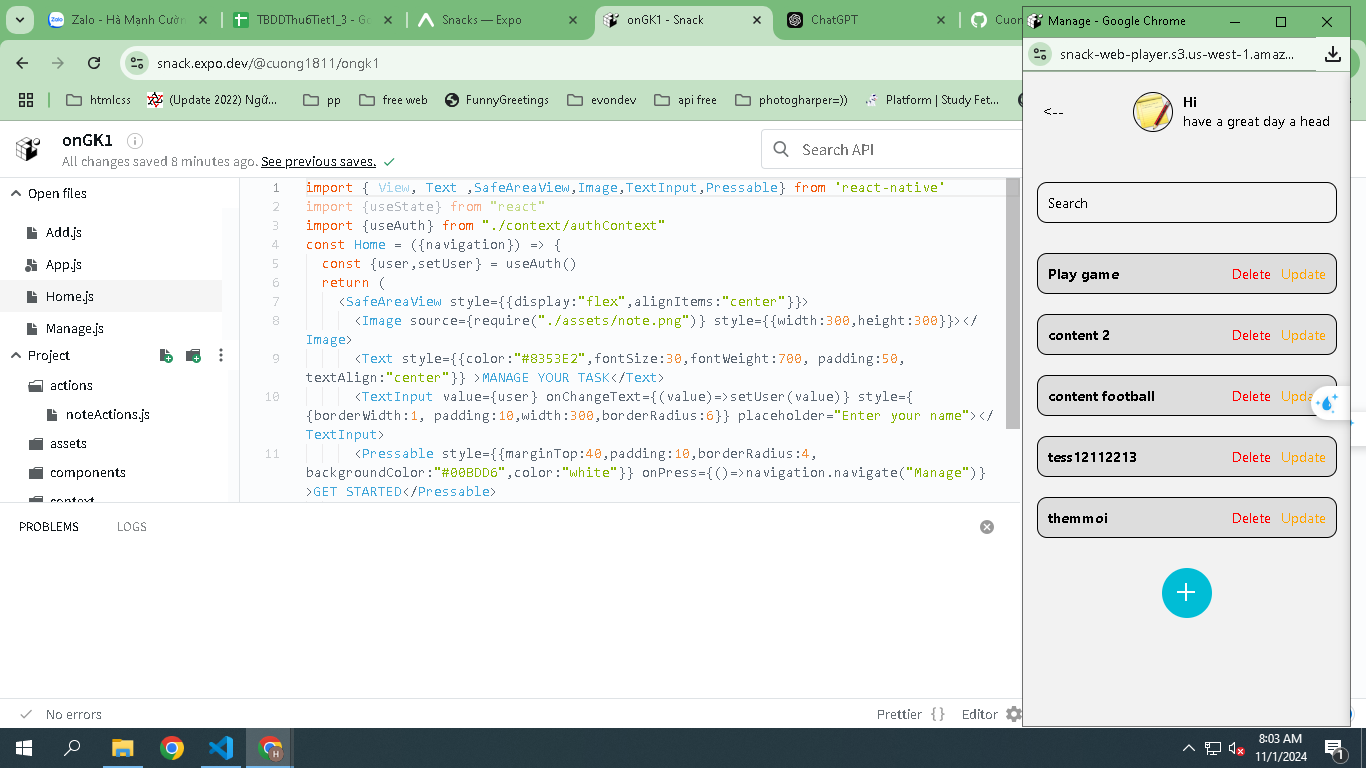 Zalo - Hà Mạnh Cườn
TBDDThu6Tiet1_3 - Go
Snacks — Expo
onGK1 - Snack
ChatGPT
Cuon
Manage - Google Chrome
snack.expo.dev/@cuong1811/ongk1
snack-web-player.s3.us-west-1.amaz...
htmlcss
(Update 2022) Ngữ...
pp
free web
FunnyGreetings
evondev
api free
photogharper=))
Platform | Study Fet...
onGK1
All changes saved 8 minutes ago. See previous saves.
Search API
Open files
Add.js
App.js
Home.js
Manage.js
Project
actions
noteActions.js
assets
components
context
1 import { View, Text ,SafeAreaView,Image,TextInput,Pressable} from 'react-native'
2 import {useState} from "react"
3 import {useAuth} from "./context/authContext"
4 const Home = ({navigation}) => {
5 const {user,setUser} = useAuth()
6 return (
7 <SafeAreaView style={{display:"flex",alignItems:"center"}}>
8 <Image source={require("./assets/note.png")} style={{width:300,height:300}}></
Image>
9 <Text style={{color:"#8353E2",fontSize:30,fontWeight:700, padding:50,
textAlign:"center"}} >MANAGE YOUR TASK</Text>
10 <TextInput value={user} onChangeText={(value)=>setUser(value)} style={
{borderWidth:1, padding:10,width:300,borderRadius:6}} placeholder="Enter your name"></
TextInput>
11 <Pressable style={{marginTop:40,padding:10,borderRadius:4,
backgroundColor:"#00BDD6",color:"white"}} onPress={()=>navigation.navigate("Manage")}
>GET STARTED</Pressable>
PROBLEMS
LOGS
No errors
Prettier {}
Editor
<--
Hi
have a great day a head
Search
Play game Delete Update
content 2 Delete Update
content football Delete Upda
tess12112213 Delete Update
themmoi Delete Update
+
8:03 AM
11/1/2024
1